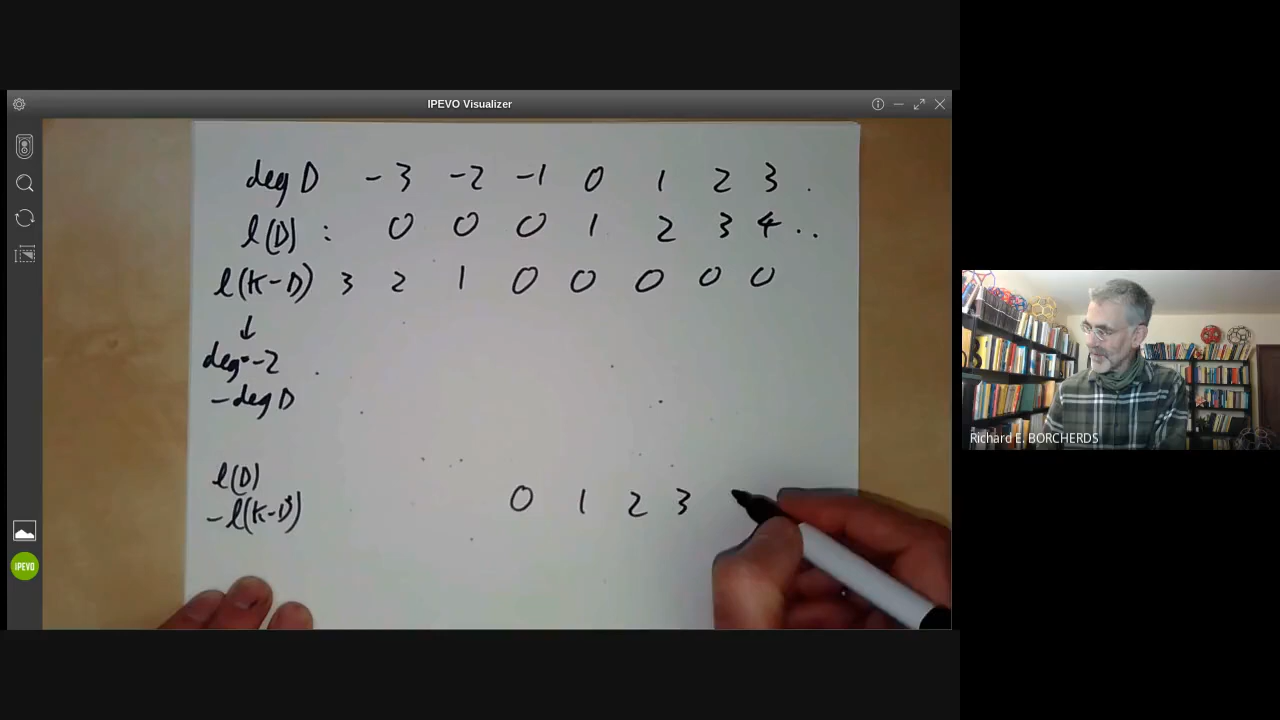 IPEVO Visualizer
deg D -3 -2 -1 0 1 2 3 .
l(D) : 0 0 0 1 2 3 4 ..
l(K-D) 3 2 1 0 0 0 0 0
↓
deg=-2
-deg D
l(D)
-l(K-D) 0 1 2 3
IPEVO
Richard E. BORCHERDS